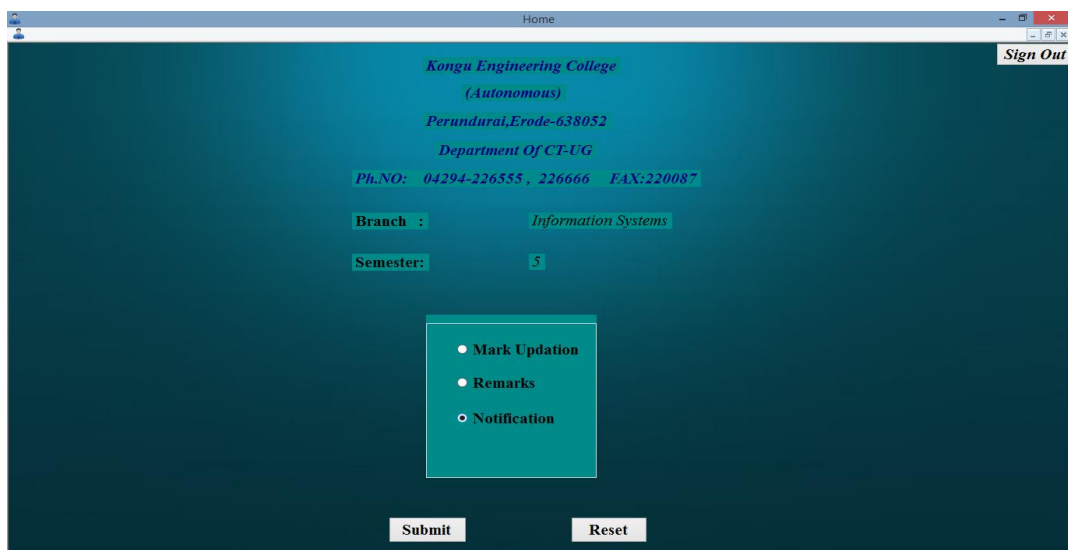 Home
Sign Out
Kongu Engineering College
(Autonomous)
Perundurai,Erode-638052
Department Of CT-UG
Ph.NO: 04294-226555 , 226666 FAX:220087
Branch : Information Systems
Semester: 5
Mark Updation
Remarks
Notification
Submit Reset